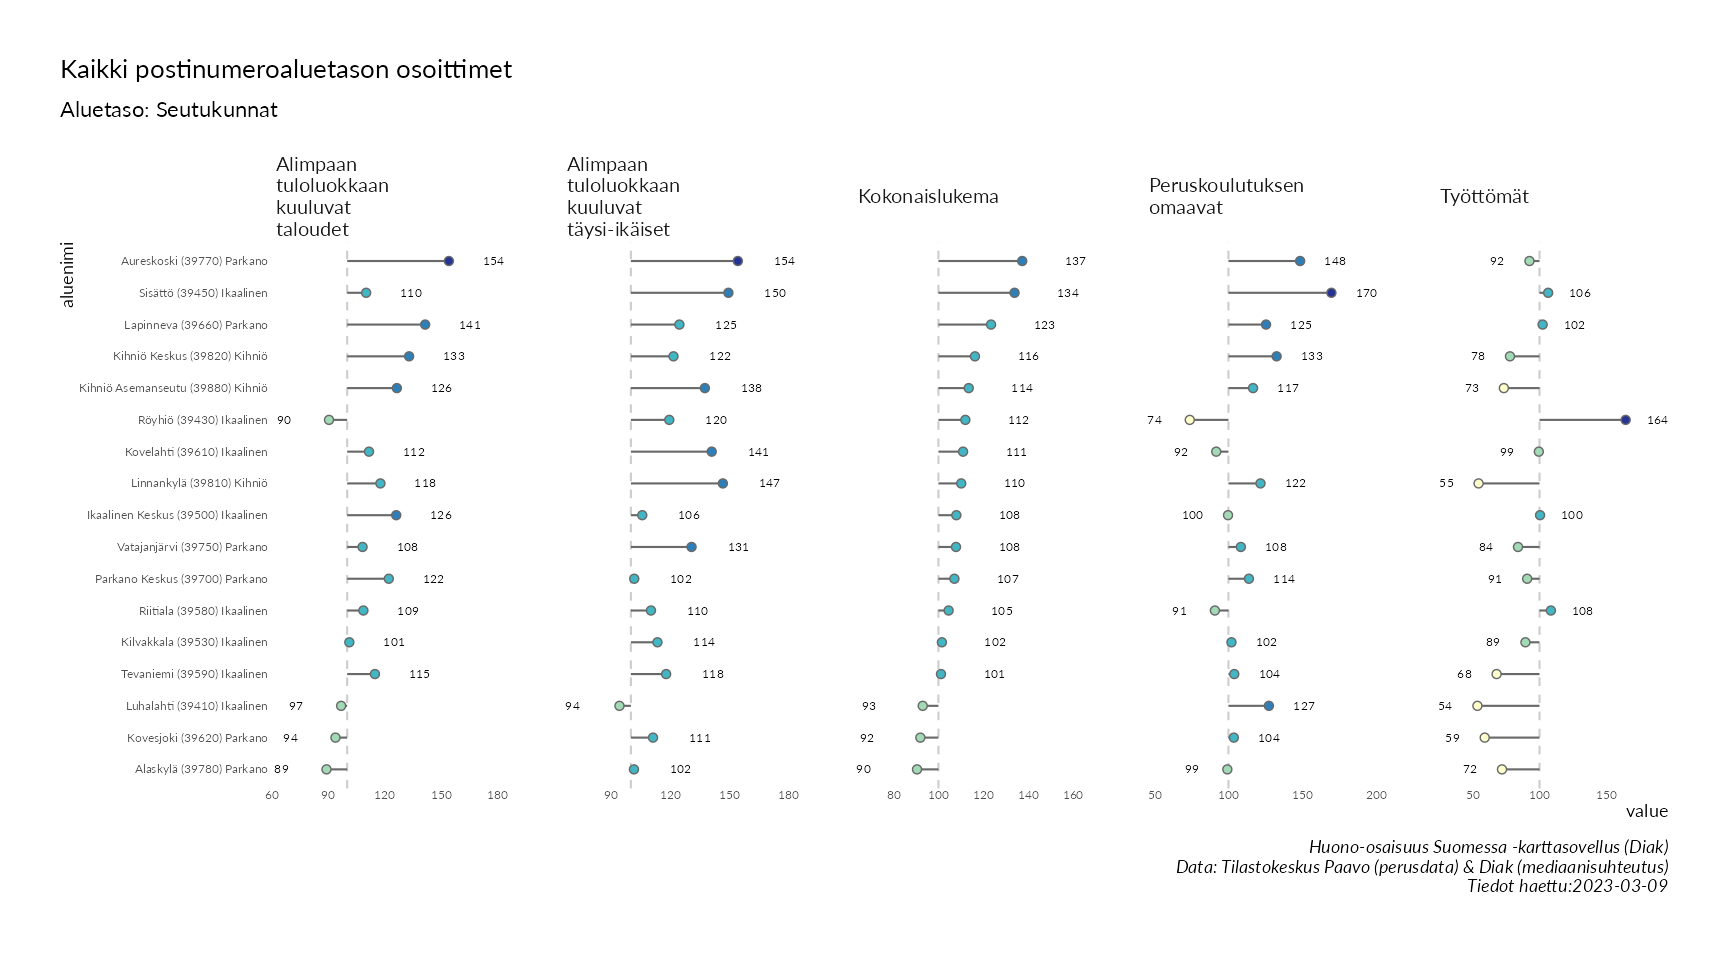 Kaikki postinumeroaluetason osoittimet
Aluetaso: Seutukunnat
Alimpaan
tuloluokkaan
kuuluvat
taloudet
Alimpaan
tuloluokkaan
kuuluvat
täysi-ikäiset
Kokonaislukema
Peruskoulutuksen
omaavat
Työttömät
aluenimi
Aureskoski (39770) Parkano 154 154 137 148 92
Sisättö (39450) Ikaalinen 110 150 134 170 106
Lapinneva (39660) Parkano 141 125 123 125 102
Kihniö Keskus (39820) Kihniö 133 122 116 133 78
Kihniö Asemanseutu (39880) Kihniö 126 138 114 117 73
Röyhiö (39430) Ikaalinen 90 120 112 74 164
Kovelahti (39610) Ikaalinen 112 141 111 92 99
Linnankylä (39810) Kihniö 118 147 110 122 55
Ikaalinen Keskus (39500) Ikaalinen 126 106 108 100 100
Vatajanjärvi (39750) Parkano 108 131 108 108 84
Parkano Keskus (39700) Parkano 122 102 107 114 91
Riitiala (39580) Ikaalinen 109 110 105 91 108
Kilvakkala (39530) Ikaalinen 101 114 102 102 89
Tevaniemi (39590) Ikaalinen 115 118 101 104 68
Luhalahti (39410) Ikaalinen 97 94 93 127 54
Kovesjoki (39620) Parkano 94 111 92 104 59
Alaskylä (39780) Parkano 89 102 90 99 72
60 90 120 150 180 90 120 150 180 80 100 120 140 160 50 100 150 200 50 100 150
value
Huono-osaisuus Suomessa -karttasovellus (Diak)
Data: Tilastokeskus Paavo (perusdata) & Diak (mediaanisuhteutus)
Tiedot haettu:2023-03-09